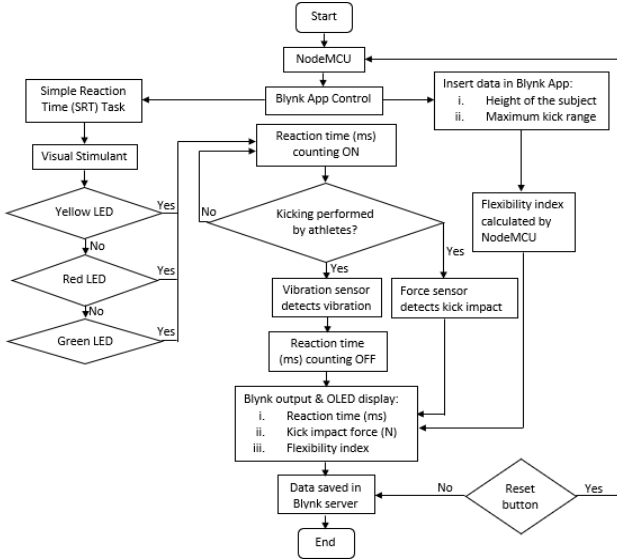 Start
NodeMCU
Blynk App Control
Simple Reaction
Time (SRT) Task
Visual Stimulant
Yellow LED
Yes
No
Red LED
Yes
No
Green LED
Yes
Reaction time (ms)
counting ON
Kicking performed
by athletes?
No
Yes
Yes
Vibration sensor
detects vibration
Force sensor
detects kick impact
Reaction time
(ms) counting OFF
Insert data in Blynk App:
i. Height of the subject
ii. Maximum kick range
Flexibility index
calculated by
NodeMCU
Blynk output & OLED display:
i. Reaction time (ms)
ii. Kick impact force (N)
iii. Flexibility index
Data saved in
Blynk server
No
Reset
button
Yes
End